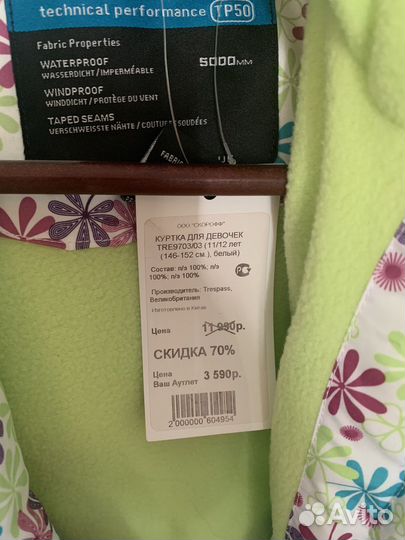 technical performance TP50
Fabric Properties
WATERPROOF 5000MM
WASSERDICHT/IMPERMÉABLE
WINDPROOF
WINDDICHT/PROTÈGE DU VENT
TAPED SEAMS
VERSCHWEISSTE NÄHTE/COUTURES SOUDÉES
FABRIC
ООО "СКОРОФФ"
КУРТКА ДЛЯ ДЕВОЧЕК
TRE9703/03 (11/12 лет
(146-152 см.), белый)
Состав: п/э 100%; п/э
100%; п/э 100%
Производитель: Trespass,
Великобритания
Изготовлено в Китае
Цена 11 990р.
СКИДКА 70%
Цена
Ваш Аутлет 3 590р.
2 000000 604954
Avito